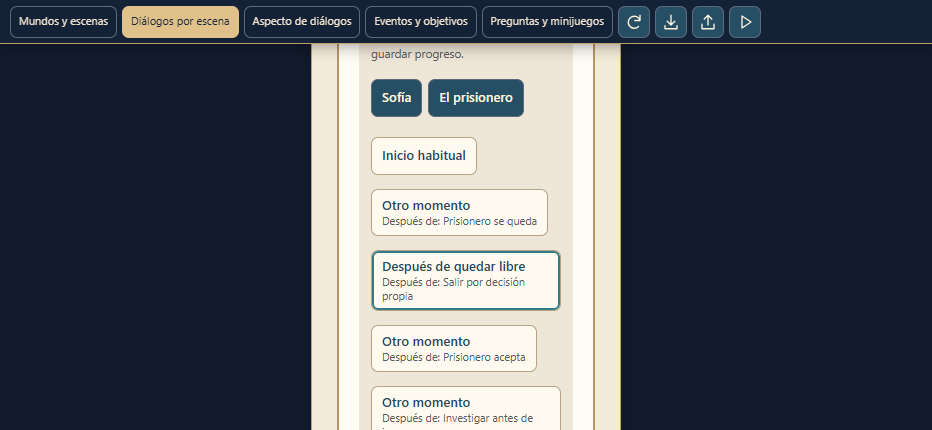 Mundos y escenas
Diálogos por escena
Aspecto de diálogos
Eventos y objetivos
Preguntas y minijuegos
guardar progreso.
Sofía
El prisionero
Inicio habitual
Otro momento
Después de: Prisionero se queda
Después de quedar libre
Después de: Salir por decisión
propia
Otro momento
Después de: Prisionero acepta
Otro momento
Después de: Investigar antes de